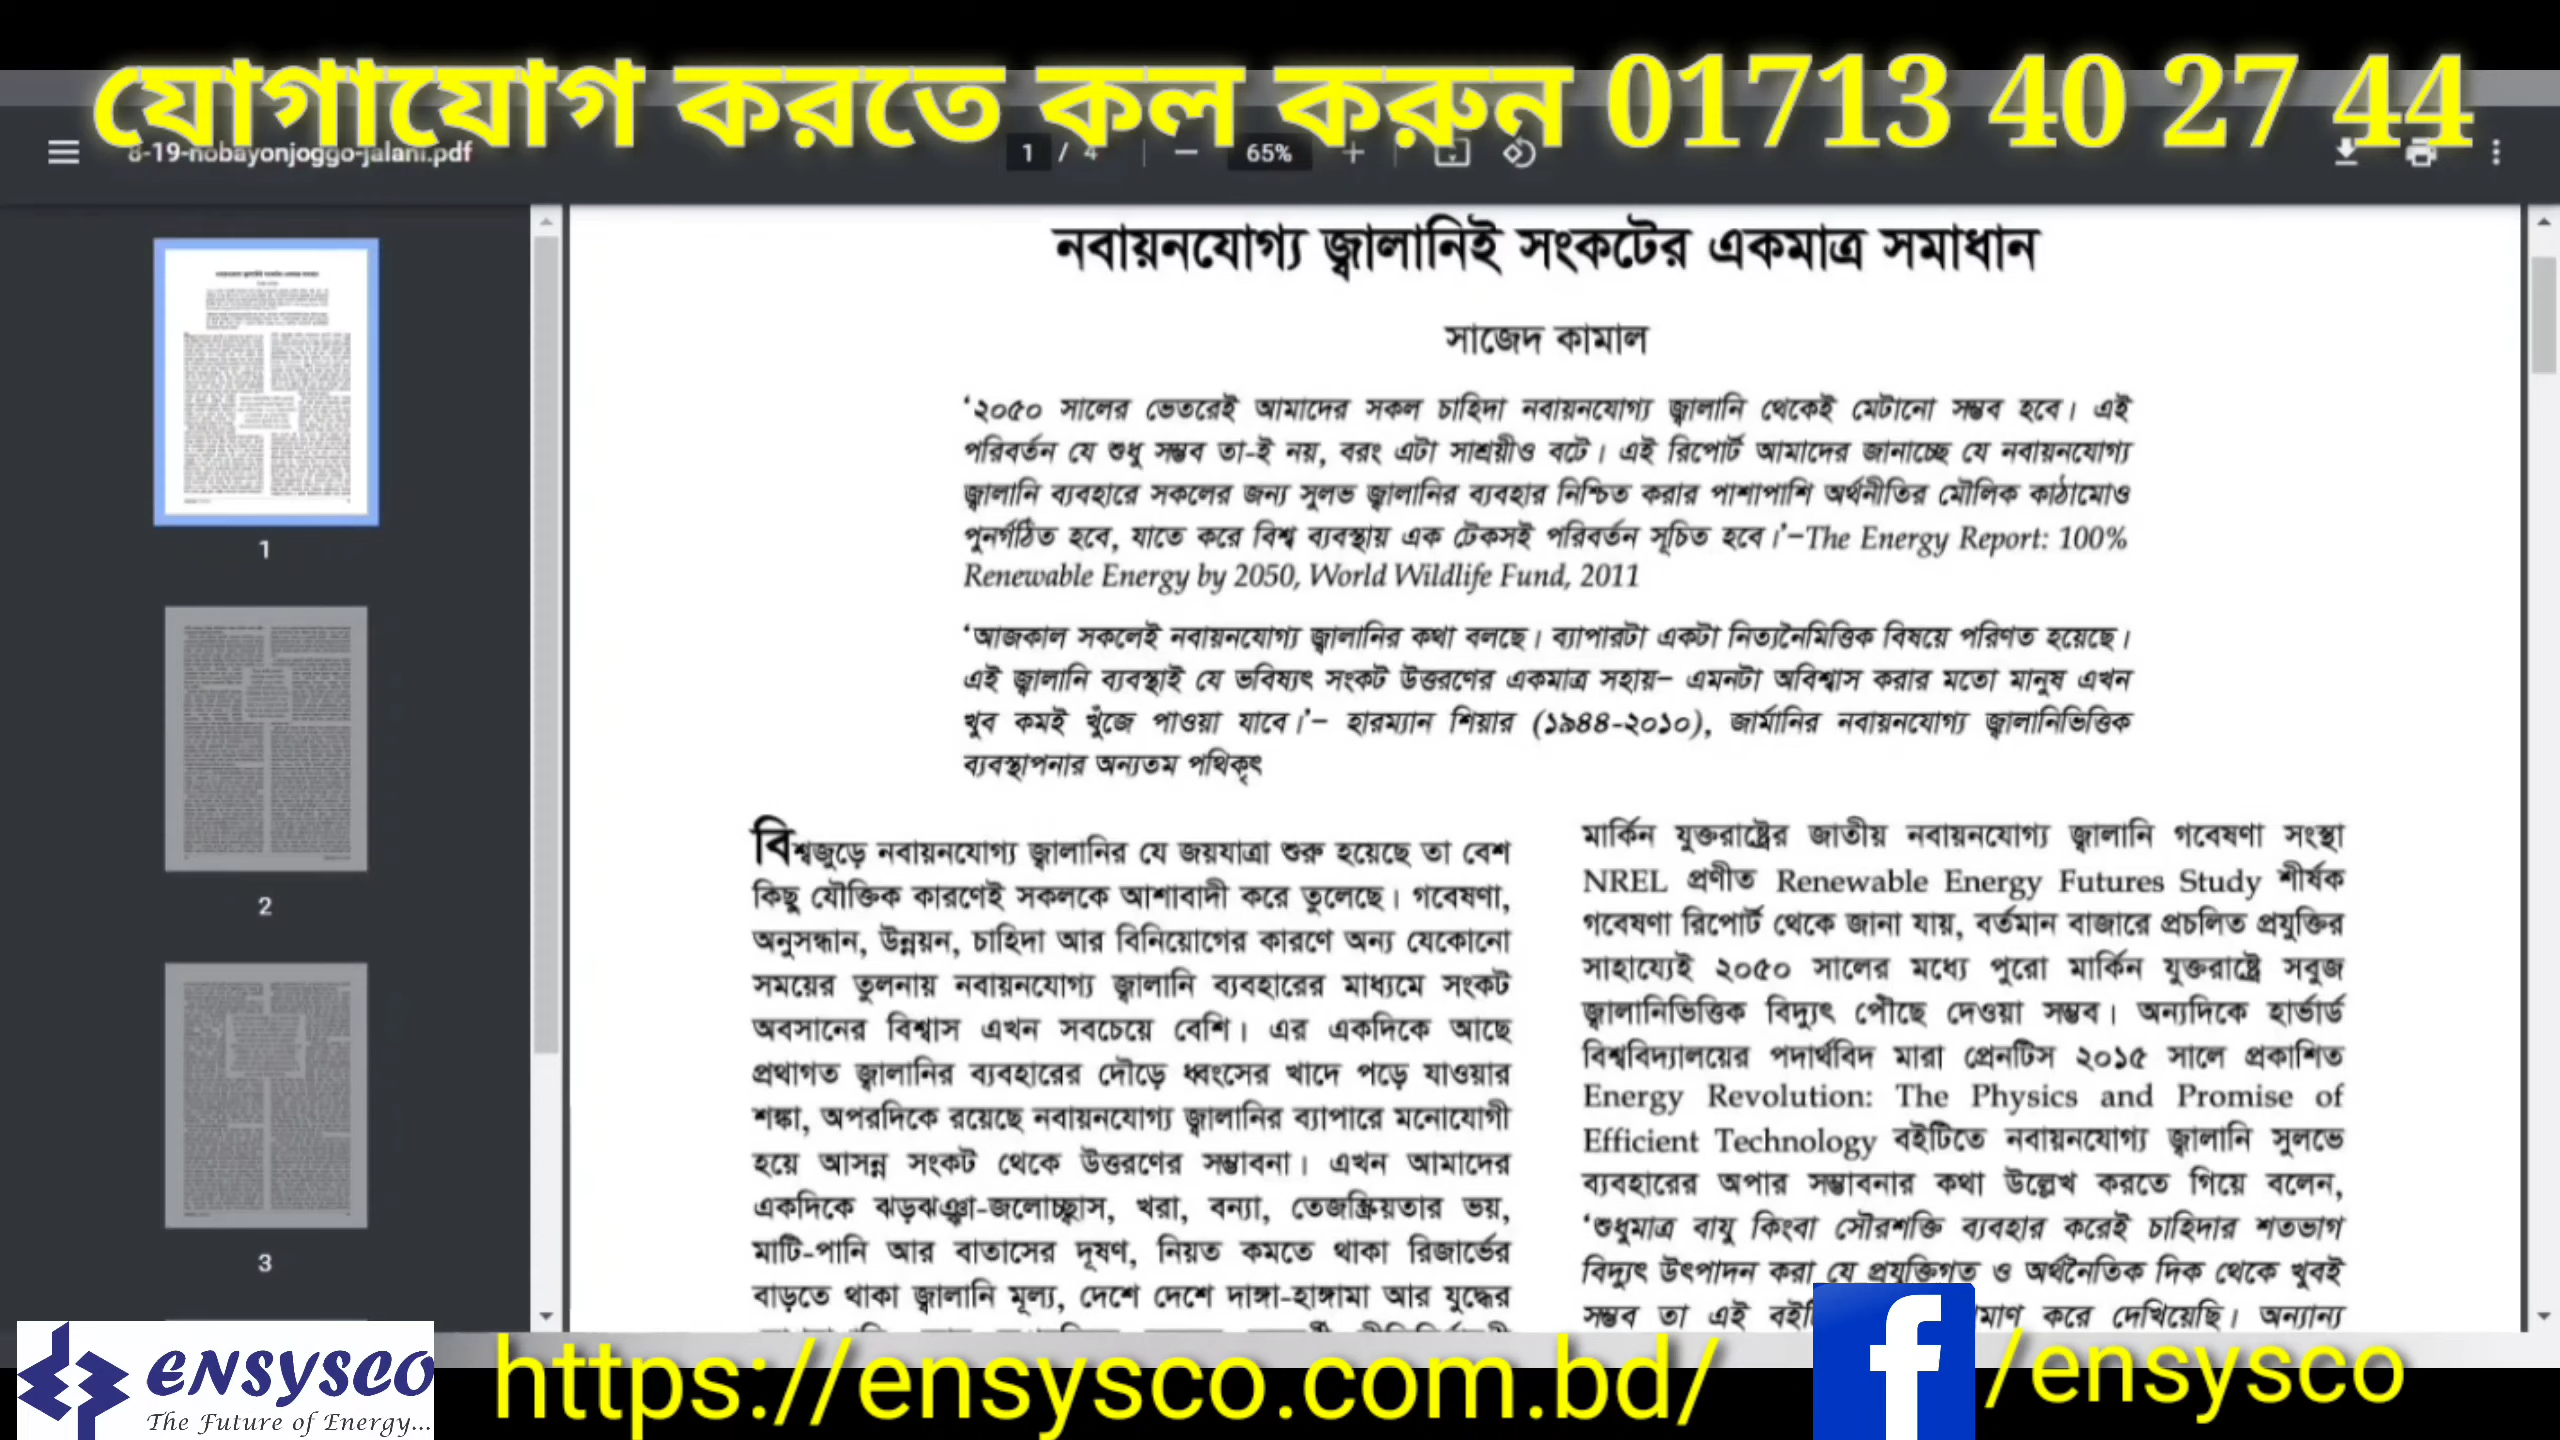 যোগাযোগ করতে কল করুন 01713 40 27 44
8-19-nobayonjoggo-jalani.pdf
1 / 4
65%
নবায়নযোগ্য জ্বালানিই সংকটের একমাত্র সমাধান
সাজেদ কামাল
‘২০৫০ সালের ভেতরেই আমাদের সকল চাহিদা নবায়নযোগ্য জ্বালানি থেকেই মেটানো সম্ভব হবে। এই
পরিবর্তন যে শুধু সম্ভব তা-ই নয়, বরং এটা সাশ্রয়ীও বটে। এই রিপোর্ট আমাদের জানাচ্ছে যে নবায়নযোগ্য
জ্বালানি ব্যবহারে সকলের জন্য সুলভ জ্বালানির ব্যবহার নিশ্চিত করার পাশাপাশি অর্থনীতির মৌলিক কাঠামোও
পুনর্গঠিত হবে, যাতে করে বিশ্ব ব্যবস্থায় এক টেকসই পরিবর্তন সূচিত হবে।’–The Energy Report: 100%
Renewable Energy by 2050, World Wildlife Fund, 2011
‘আজকাল সকলেই নবায়নযোগ্য জ্বালানির কথা বলছে। ব্যাপারটা একটা নিত্যনৈমিত্তিক বিষয়ে পরিণত হয়েছে।
এই জ্বালানি ব্যবস্থাই যে ভবিষ্যৎ সংকট উত্তরণের একমাত্র সহায়– এমনটা অবিশ্বাস করার মতো মানুষ এখন
খুব কমই খুঁজে পাওয়া যাবে।’– হারম্যান শিয়ার (১৯৪৪-২০১০), জার্মানির নবায়নযোগ্য জ্বালানিভিত্তিক
ব্যবস্থাপনার অন্যতম পথিকৃৎ
বিশ্বজুড়ে নবায়নযোগ্য জ্বালানির যে জয়যাত্রা শুরু হয়েছে তা বেশ
কিছু যৌক্তিক কারণেই সকলকে আশাবাদী করে তুলেছে। গবেষণা,
অনুসন্ধান, উন্নয়ন, চাহিদা আর বিনিয়োগের কারণে অন্য যেকোনো
সময়ের তুলনায় নবায়নযোগ্য জ্বালানি ব্যবহারের মাধ্যমে সংকট
অবসানের বিশ্বাস এখন সবচেয়ে বেশি। এর একদিকে আছে
প্রথাগত জ্বালানির ব্যবহারের দৌড়ে ধ্বংসের খাদে পড়ে যাওয়ার
শঙ্কা, অপরদিকে রয়েছে নবায়নযোগ্য জ্বালানির ব্যাপারে মনোযোগী
হয়ে আসন্ন সংকট থেকে উত্তরণের সম্ভাবনা। এখন আমাদের
একদিকে ঝড়ঝঞ্ঝা-জলোচ্ছ্বাস, খরা, বন্যা, তেজস্ক্রিয়তার ভয়,
মাটি-পানি আর বাতাসের দূষণ, নিয়ত কমতে থাকা রিজার্ভের
বাড়তে থাকা জ্বালানি মূল্য, দেশে দেশে দাঙ্গা-হাঙ্গামা আর যুদ্ধের
মার্কিন যুক্তরাষ্ট্রের জাতীয় নবায়নযোগ্য জ্বালানি গবেষণা সংস্থা
NREL প্রণীত Renewable Energy Futures Study শীর্ষক
গবেষণা রিপোর্ট থেকে জানা যায়, বর্তমান বাজারে প্রচলিত প্রযুক্তির
সাহায্যেই ২০৫০ সালের মধ্যে পুরো মার্কিন যুক্তরাষ্ট্রে সবুজ
জ্বালানিভিত্তিক বিদ্যুৎ পৌঁছে দেওয়া সম্ভব। অন্যদিকে হার্ভার্ড
বিশ্ববিদ্যালয়ের পদার্থবিদ মারা প্রেনটিস ২০১৫ সালে প্রকাশিত
Energy Revolution: The Physics and Promise of
Efficient Technology বইটিতে নবায়নযোগ্য জ্বালানি সুলভে
ব্যবহারের অপার সম্ভাবনার কথা উল্লেখ করতে গিয়ে বলেন,
‘শুধুমাত্র বায়ু কিংবা সৌরশক্তি ব্যবহার করেই চাহিদার শতভাগ
বিদ্যুৎ উৎপাদন করা যে প্রযুক্তিগত ও অর্থনৈতিক দিক থেকে খুবই
সম্ভব তা এই করে দেখিয়েছি। অন্যান্য
1
2
3
ENSYSCO
The Future of Energy...
https://ensysco.com.bd/
f/ensysco